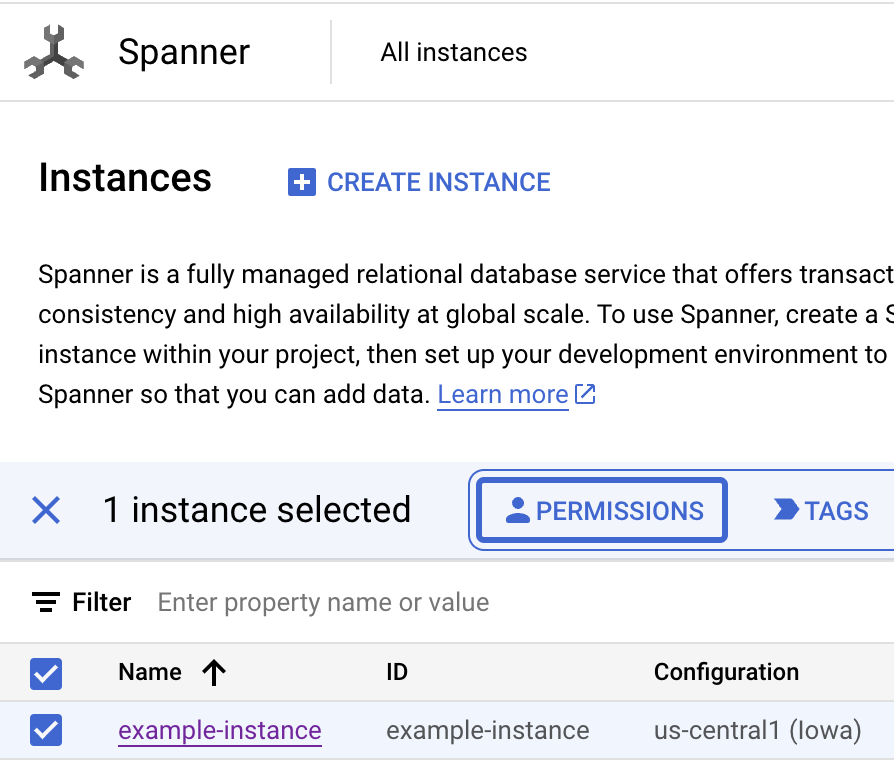 Spanner
All instances
Instances
CREATE INSTANCE
Spanner is a fully managed relational database service that offers transact
consistency and high availability at global scale. To use Spanner, create a S
instance within your project, then set up your development environment to
Spanner so that you can add data. Learn more
1 instance selected
PERMISSIONS
TAGS
Filter Enter property name or value
Name ID Configuration
example-instance example-instance us-central1 (Iowa)